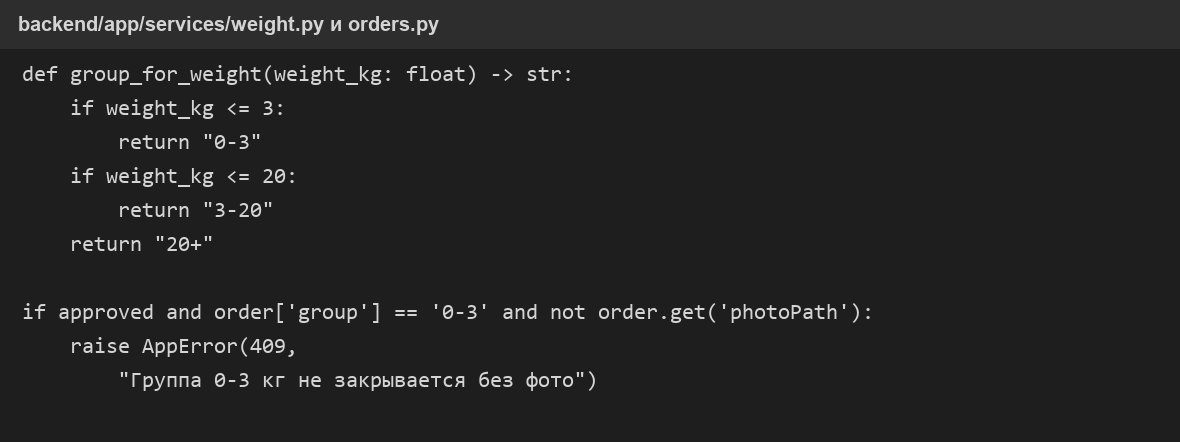 backend/app/services/weight.py и orders.py
def group_for_weight(weight_kg: float) -> str:
    if weight_kg <= 3:
        return "0-3"
    if weight_kg <= 20:
        return "3-20"
    return "20+"

if approved and order['group'] == '0-3' and not order.get('photoPath'):
    raise AppError(409,
        "Группа 0-3 кг не закрывается без фото")